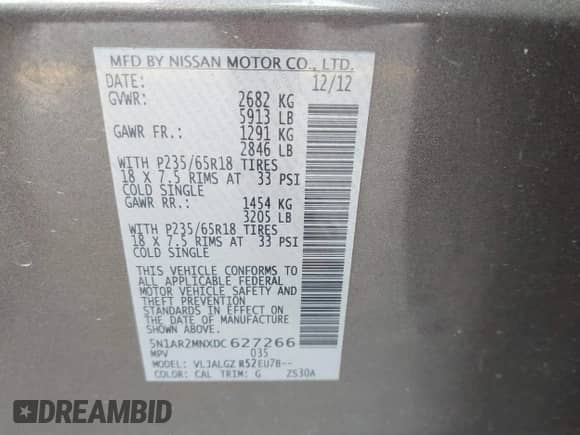 MFD BY NISSAN MOTOR CO., LTD.
DATE: 12/12
GVWR: 2682 KG
5913 LB
GAWR FR.: 1291 KG
2846 LB
WITH P235/65R18 TIRES
18 X 7.5 RIMS AT 33 PSI
COLD SINGLE
GAWR RR.: 1454 KG
3205 LB
WITH P235/65R18 TIRES
18 X 7.5 RIMS AT 33 PSI
COLD SINGLE
THIS VEHICLE CONFORMS TO
ALL APPLICABLE FEDERAL
MOTOR VEHICLE SAFETY AND
THEFT PREVENTION
STANDARDS IN EFFECT ON
THE DATE OF MANUFACTURE
SHOWN ABOVE.
5N1AR2MNXDC627266
MPV 035
MODEL: VLJALGZ R52EU7B--
COLOR: CAL TRIM: G ZS30A
DREAMBID